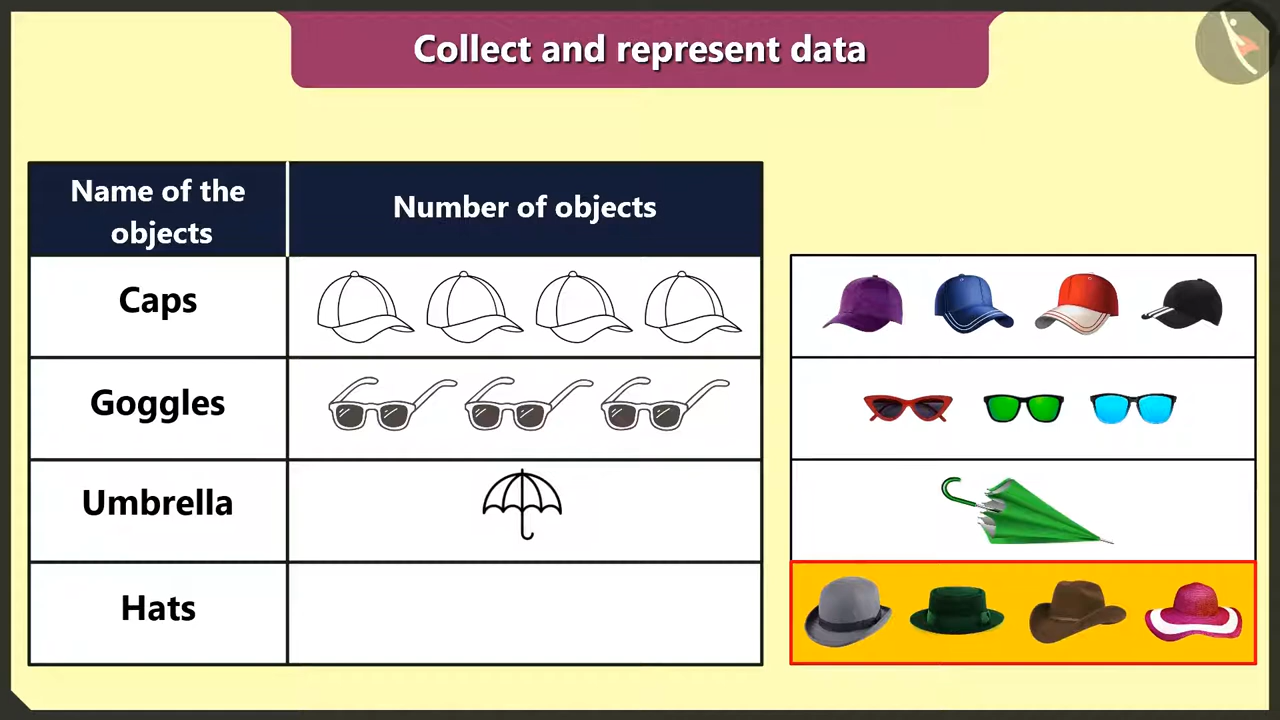 Collect and represent data
Name of the
objects
Number of objects
Caps
Goggles
Umbrella
Hats